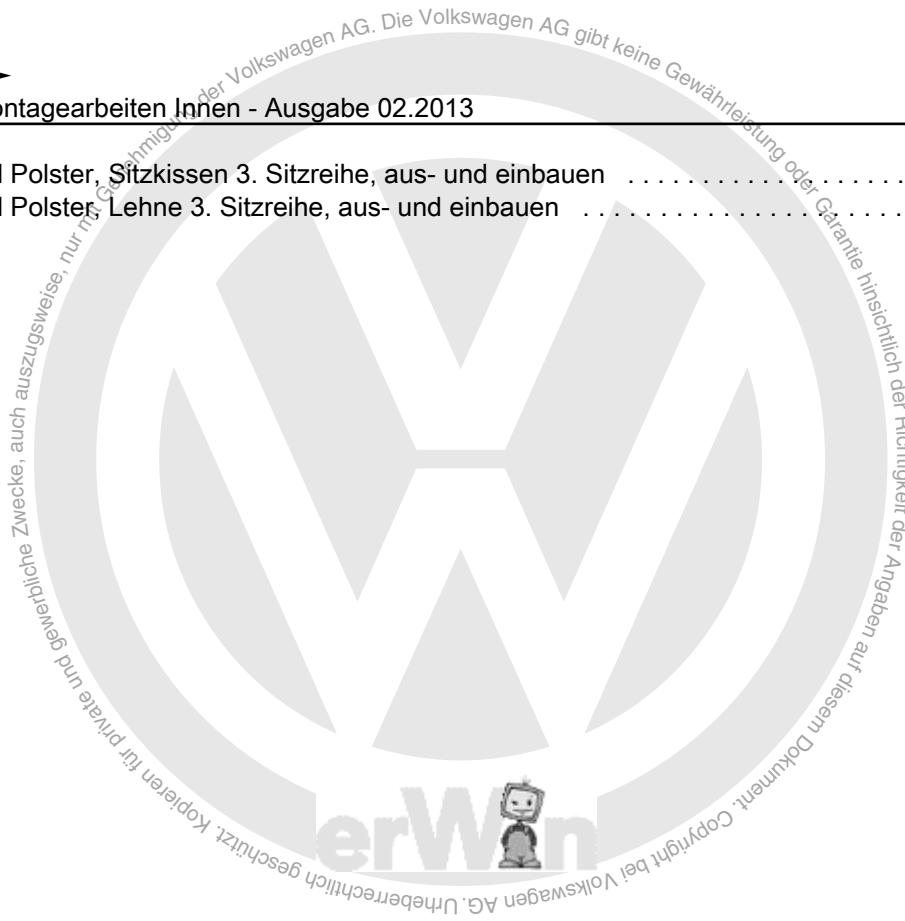 ontagearbeiten Innen - Ausgabe 02.2013
d Polster, Sitzkissen 3. Sitzreihe, aus- und einbauen . . . . . . . . . . . . . . . . . .
d Polster, Lehne 3. Sitzreihe, aus- und einbauen . . . . . . . . . . . . . . . . . . . . .
Urheberrechtlich geschützt. Kopieren für private und gewerbliche Zwecke, auch auszugsweise, nur mit Genehmigung der Volkswagen AG. Die Volkswagen AG gibt keine Gewährleistung oder Garantie hinsichtlich der Richtigkeit der Angaben auf diesem Dokument. Copyright bei Volkswagen AG.
erWin